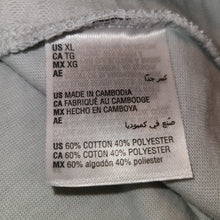 US XL
CA TG
MX XG
AE
كبير جدًا
US MADE IN CAMBODIA
CA FABRIQUÉ AU CAMBODGE
MX HECHO EN CAMBOYA
AE
صنع في كمبوديا
US 60% COTTON 40% POLYESTER
CA 60% COTON 40% POLYESTER
MX 60% algodón 40% poliester